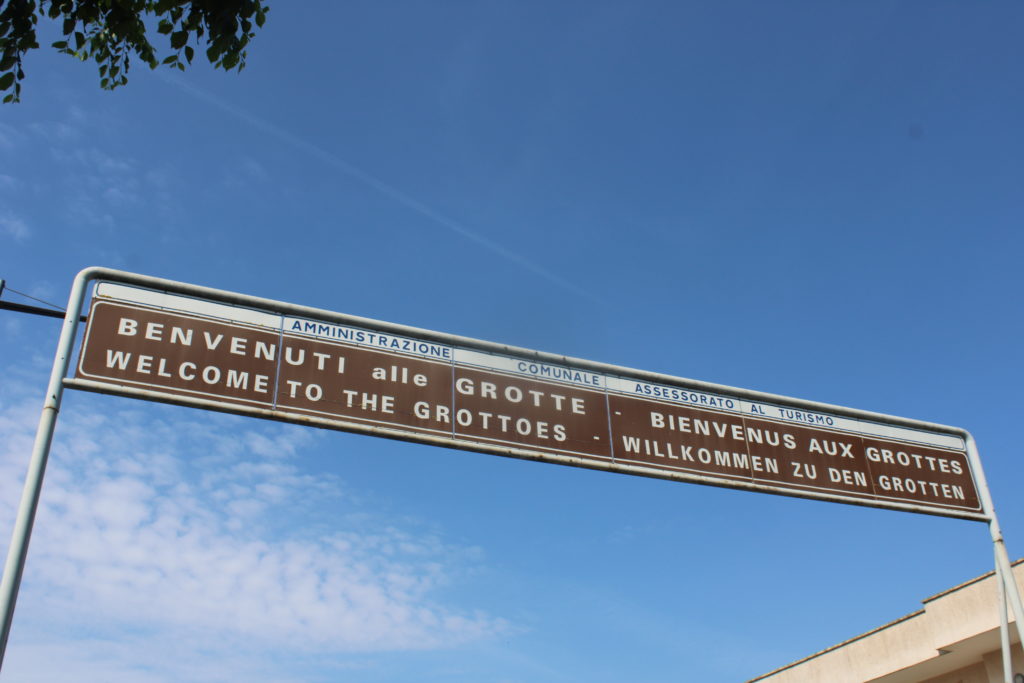 AMMINISTRAZIONE COMUNALE ASSESSORATO AL TURISMO
BENVENUTI alle GROTTE - BIENVENUS AUX GROTTES
WELCOME TO THE GROTTOES - WILLKOMMEN ZU DEN GROTTEN